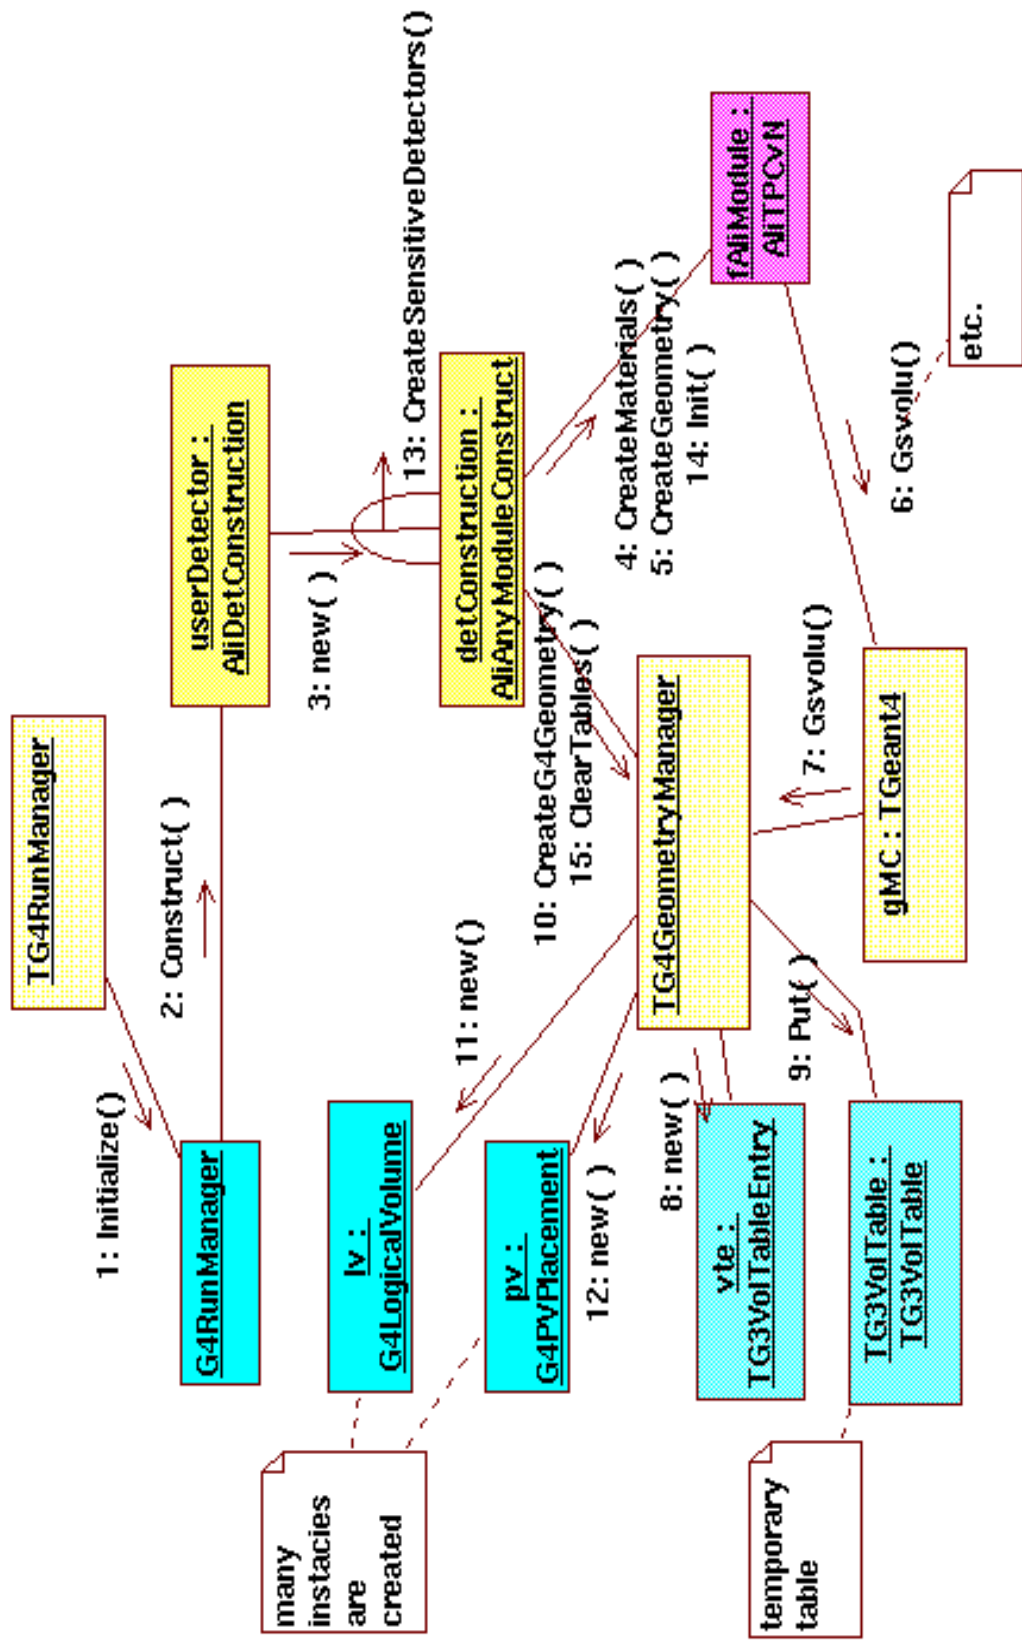 TG4RunManager
1: Initialize()
G4RunManager
2: Construct( )
userDetector :
AliDetConstruction
3: new( )
13: CreateSensitiveDetectors()
detConstruction :
AliAnyModuleConstruct
lv :
G4LogicalVolume
11: new()
10: CreateG4Geometry( )
15: ClearTables( )
4: CreateMaterials( )
5: CreateGeometry( )
14: Init( )
many
instacies
are
created
pv :
G4PVPlacement
12: new( )
TG4GeometryManager
fAliModule :
AliTPCvN
8: new( )
vte :
TG3VolTableEntry
9: Put( )
7: Gsvolu()
6: Gsvolu()
temporary
table
TG3VolTable :
TG3VolTable
gMC : TGeant4
etc.